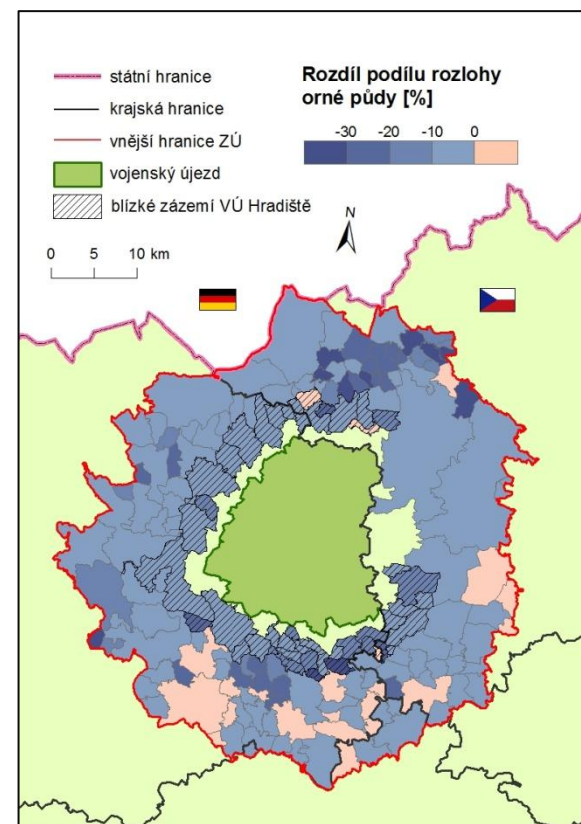 státní hranice
krajská hranice
vnější hranice ZÚ
vojenský újezd
blízké zázemí VÚ Hradiště
Rozdíl podílu rozlohy
orné půdy [%]
-30 -20 -10 0
N
0 5 10 km